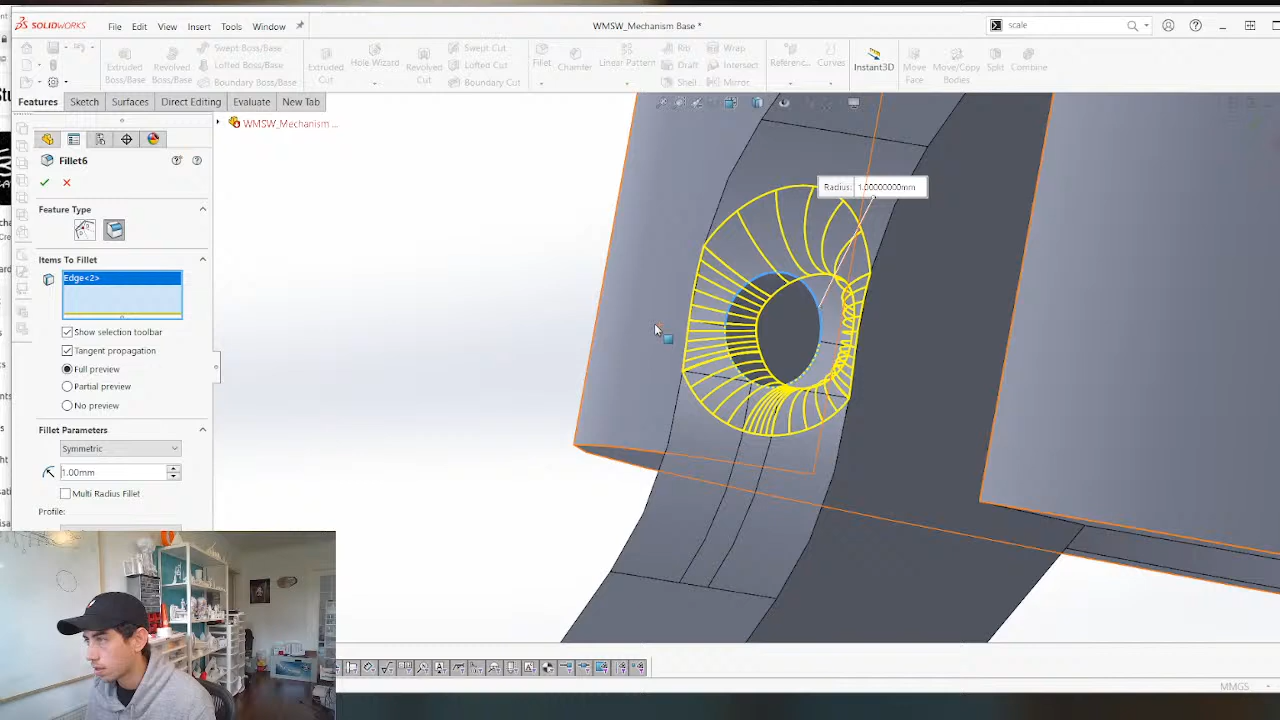 SOLIDWORKS File Edit View Insert Tools Window WMSW_Mechanism Base * scale
Extruded Boss/Base Revolved Boss/Base Swept Boss/Base Lofted Boss/Base Boundary Boss/Base Extruded Cut Hole Wizard Revolved Cut Swept Cut Lofted Cut Boundary Cut Fillet Chamfer Linear Pattern Rib Draft Shell Wrap Intersect Mirror Referenc... Curves Instant3D Move Face Move/Copy Bodies Split Combine
Features Sketch Surfaces Direct Editing Evaluate New Tab
WMSW_Mechanism ...
Fillet6
Feature Type
Radius: 1.00000000mm
Items To Fillet
Edge<2>
Show selection toolbar
Tangent propagation
Full preview
Partial preview
No preview
Fillet Parameters
Symmetric
1.00mm
Multi Radius Fillet
Profile:
MMGS